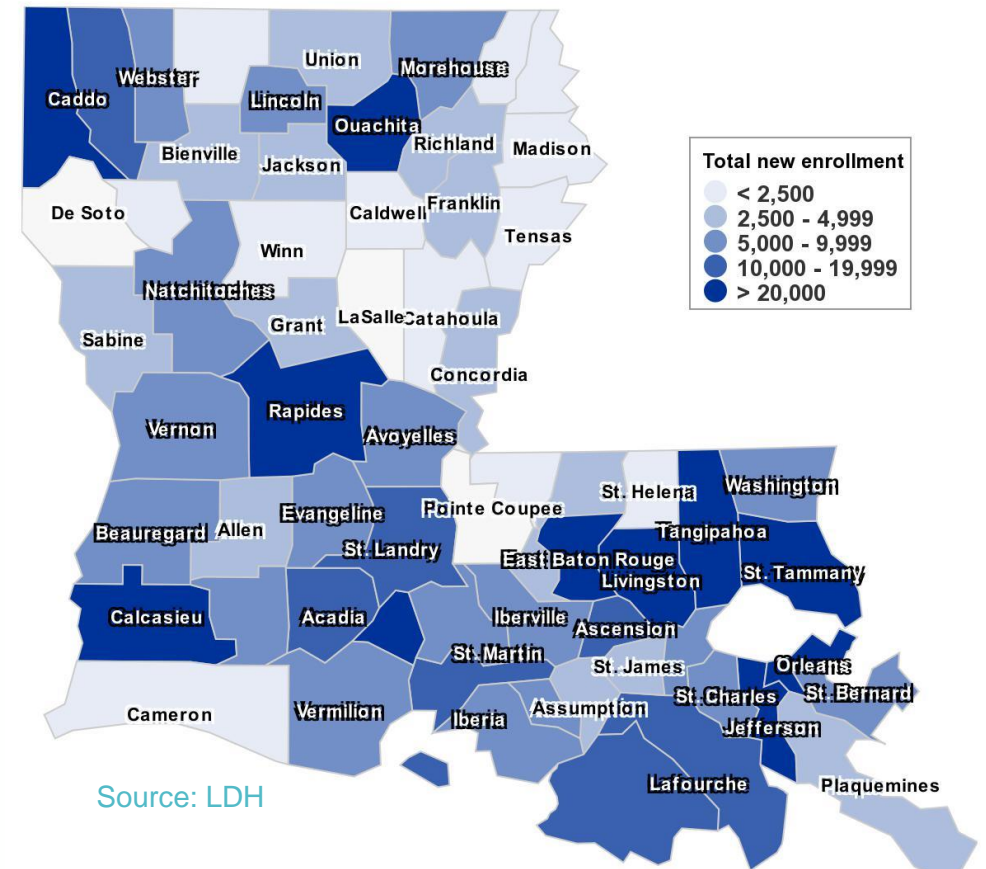 Union
Morehouse
Webster
Caddo
Lincoln
Ouachita
Bienville
Jackson
Richland
Madison
De Soto
Caldwell
Franklin
Winn
Tensas
Natchitoches
Grant
LaSalle
Catahoula
Sabine
Concordia
Rapides
Vernon
Avoyelles
Total new enrollment
< 2,500
2,500 - 4,999
5,000 - 9,999
10,000 - 19,999
> 20,000
Pointe Coupee
St. Helena
Washington
Evangeline
Beauregard
Allen
St. Landry
Tangipahoa
East Baton Rouge
Livingston
St. Tammany
Calcasieu
Acadia
Iberville
Ascension
St. Martin
St. James
Orleans
St. Charles
St. Bernard
Cameron
Vermilion
Iberia
Assumption
Jefferson
Lafourche
Plaquemines
Source: LDH